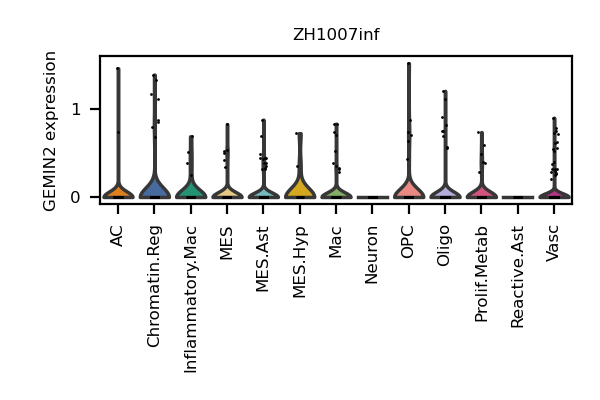 ZH1007inf
GEMIN2 expression
1
0
AC
Chromatin.Reg
Inflammatory.Mac
MES
MES.Ast
MES.Hyp
Mac
Neuron
OPC
Oligo
Prolif.Metab
Reactive.Ast
Vasc